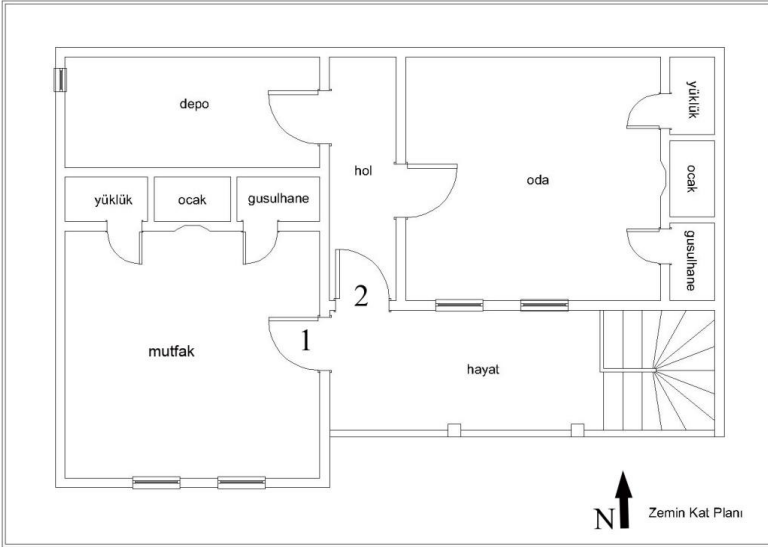 depo
yüklük
hol
oda
ocak
yüklük
ocak
gusulhane
gusulhane
2
1
mutfak
hayat
N
Zemin Kat Planı